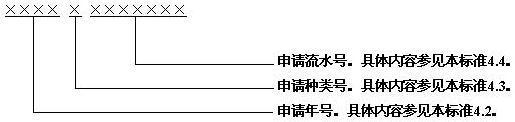 ×××× × ×××××××
申请流水号。具体内容参见本标准4.4。
申请种类号。具体内容参见本标准4.3。
申请年号。具体内容参见本标准4.2。